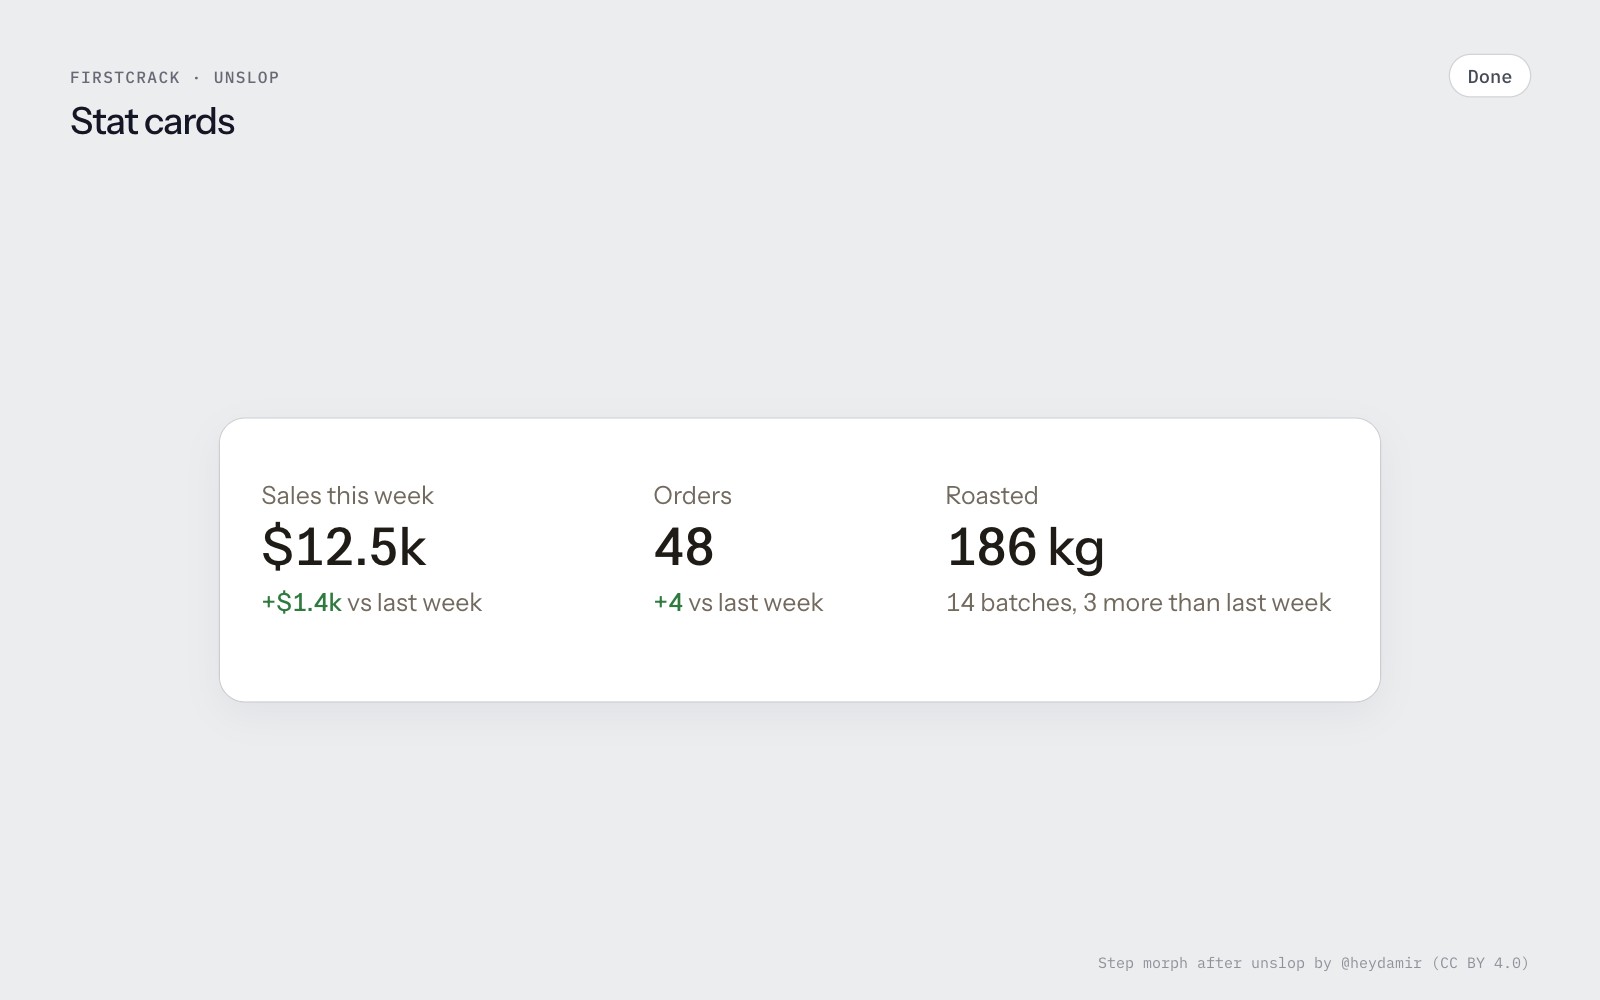 FIRSTCRACK · UNSLOP
Done
Stat cards
Sales this week
$12.5k
+$1.4k vs last week
Orders
48
+4 vs last week
Roasted
186 kg
14 batches, 3 more than last week
Step morph after unslop by @heydamir (CC BY 4.0)